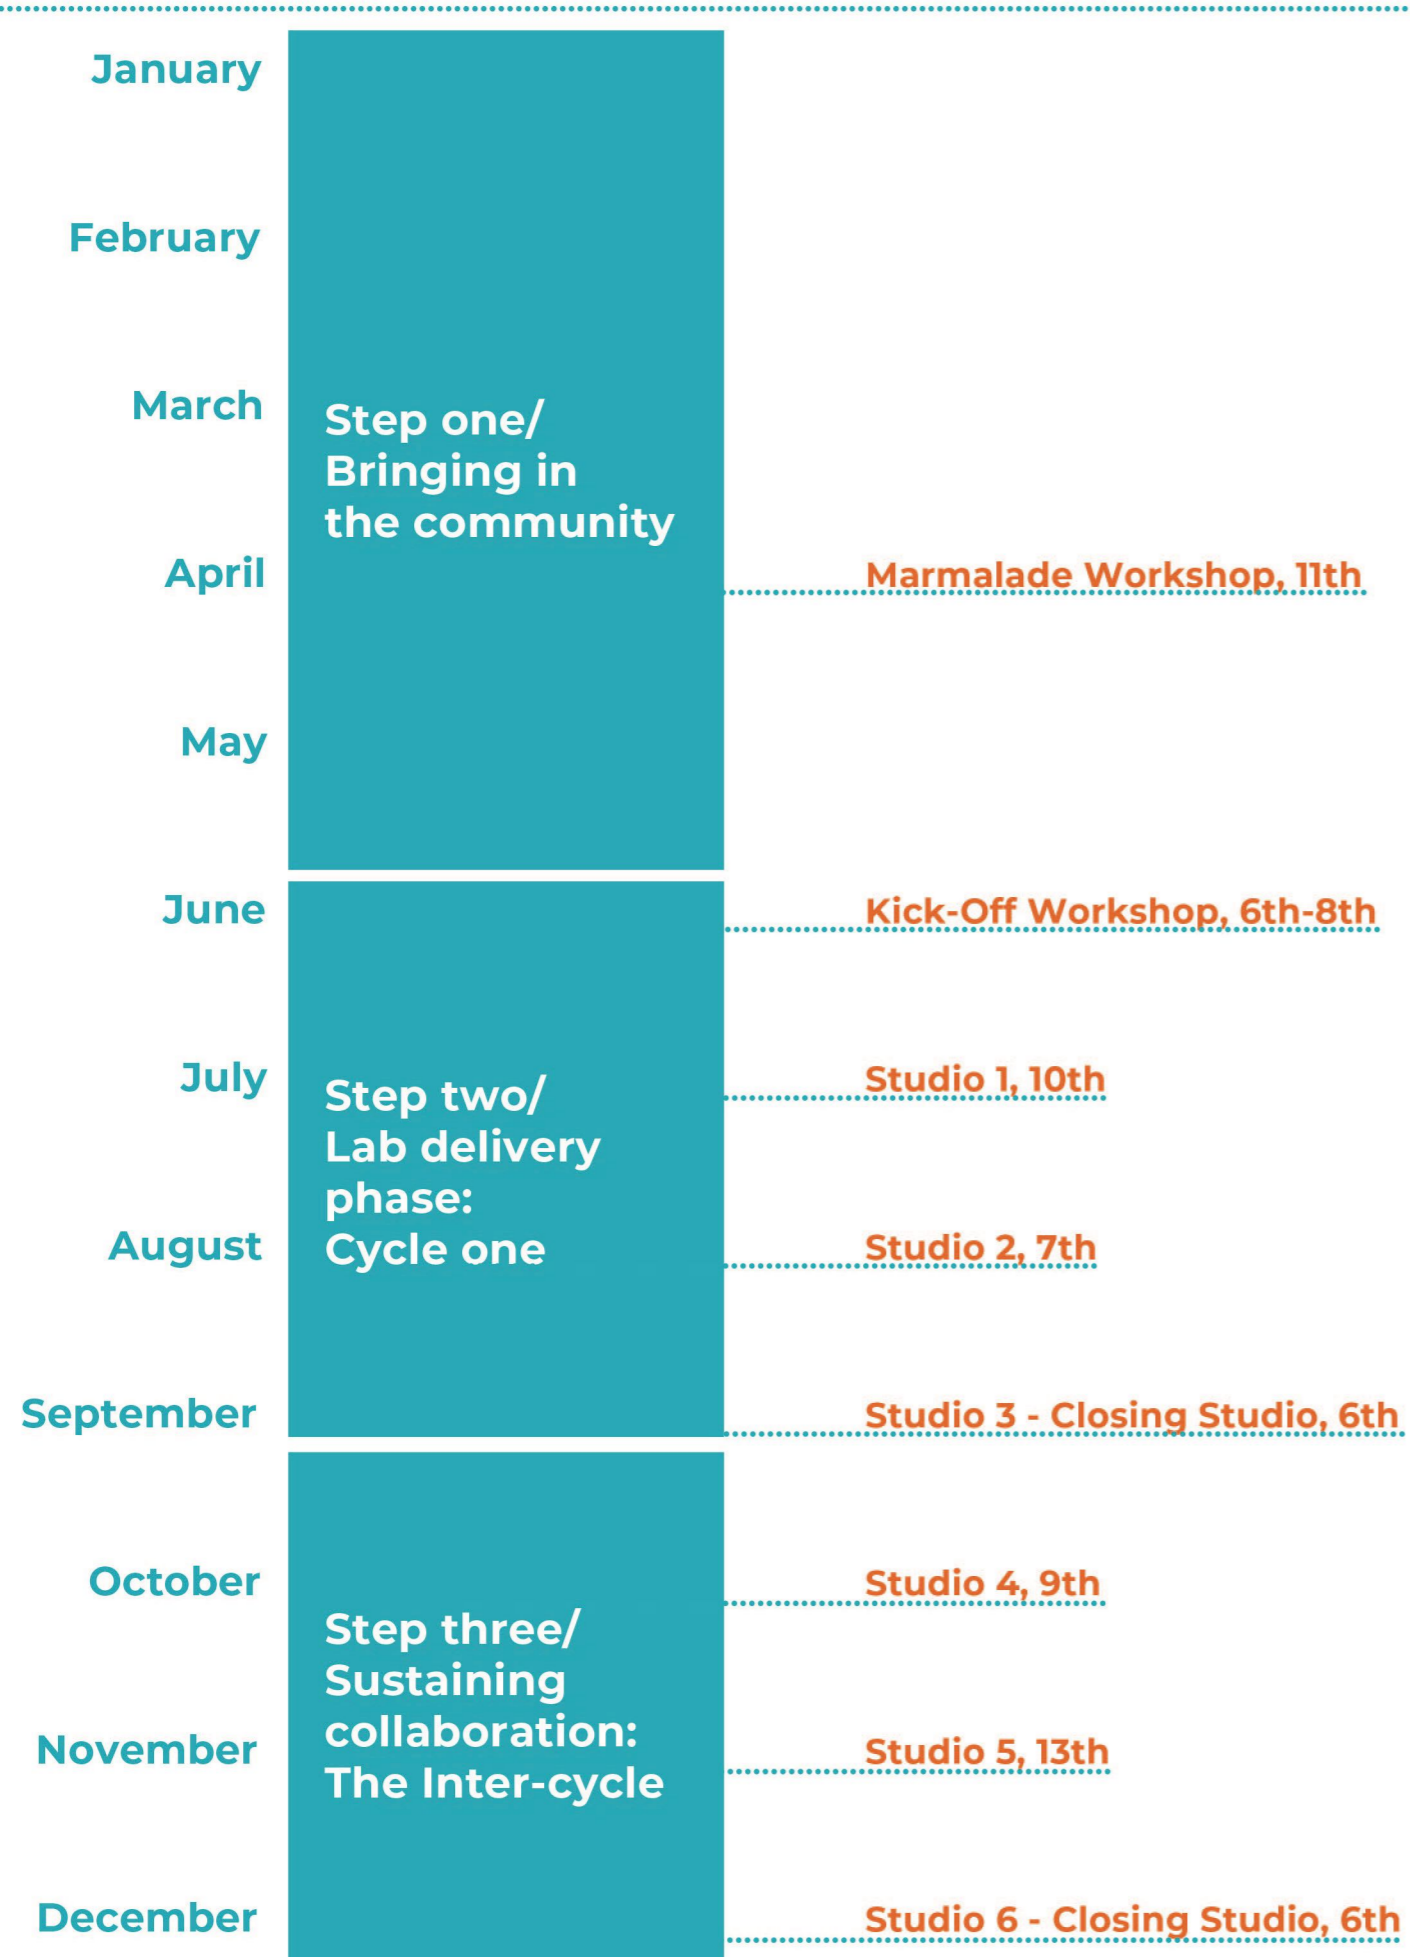 January
February
March
Step one/
Bringing in
the community
April
Marmalade Workshop, 11th
May
June
Kick-Off Workshop, 6th-8th
July
Studio 1, 10th
Step two/
Lab delivery
phase:
Cycle one
August
Studio 2, 7th
September
Studio 3 - Closing Studio, 6th
October
Studio 4, 9th
Step three/
Sustaining
collaboration:
The Inter-cycle
November
Studio 5, 13th
December
Studio 6 - Closing Studio, 6th